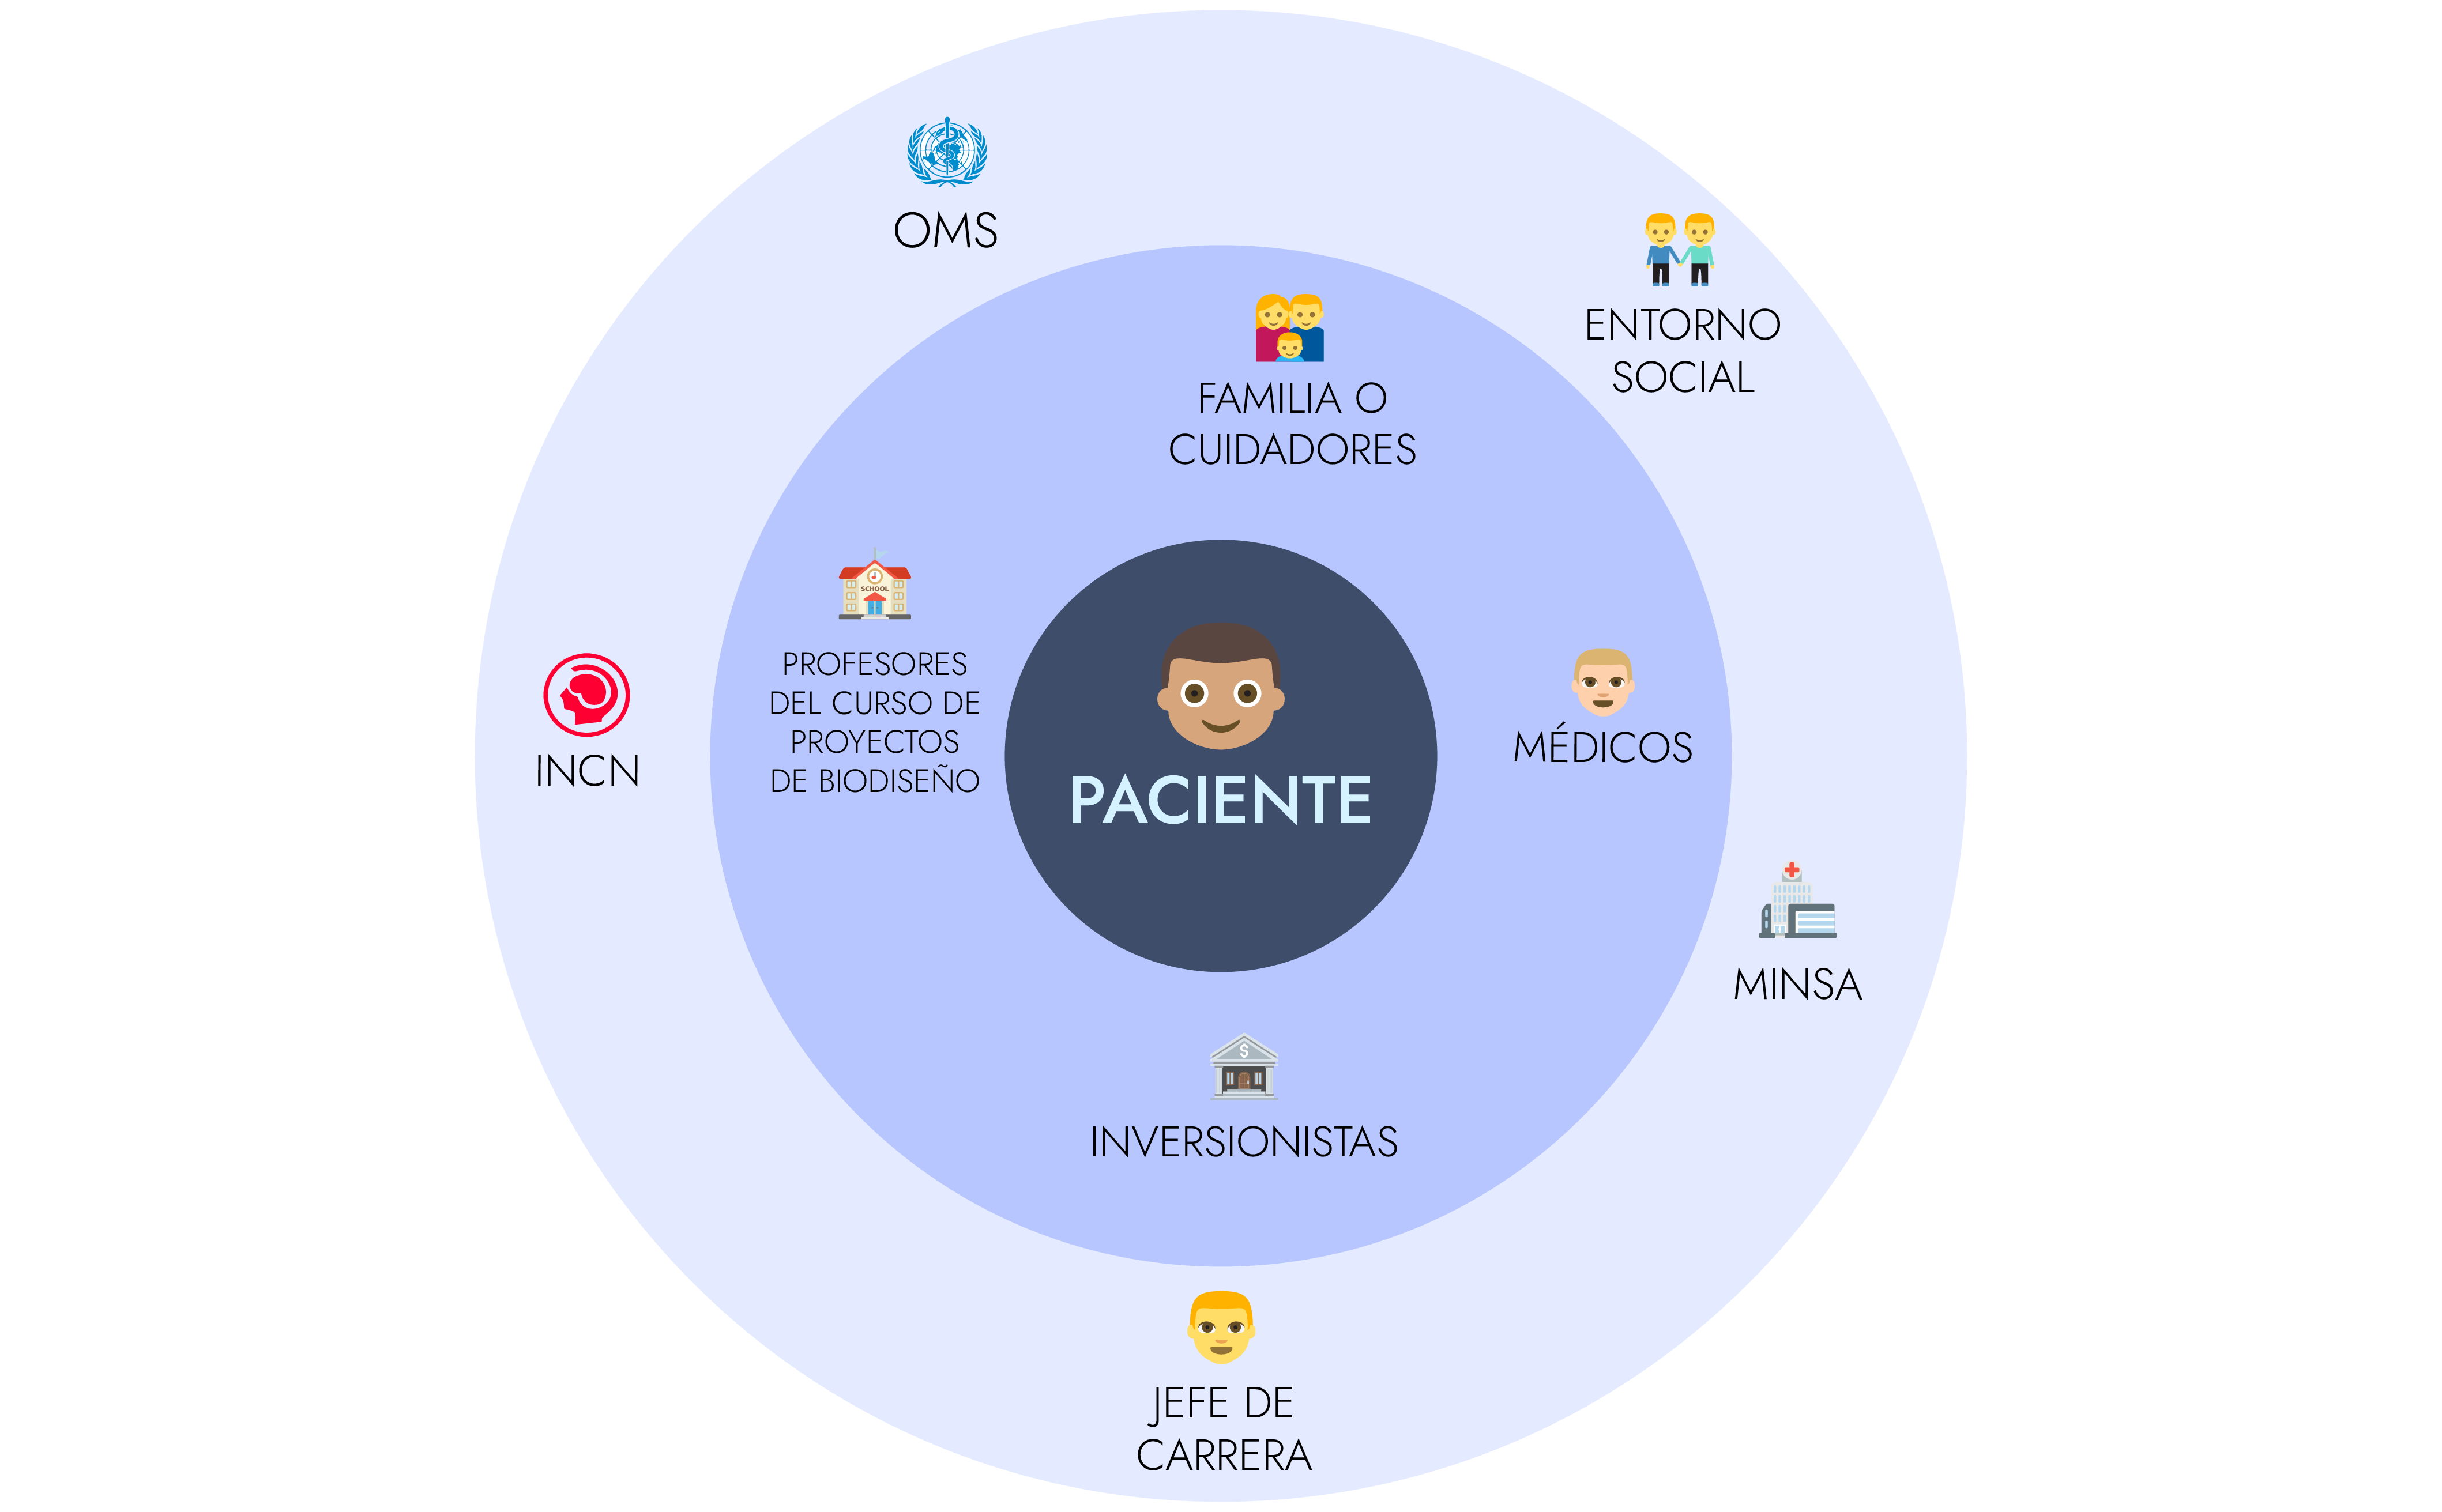 OMS
ENTORNO
SOCIAL
FAMILIA O
CUIDADORES
SCHOOL
PROFESORES
DEL CURSO DE
PROYECTOS
DE BIODISEÑO
INCN
PACIENTE
MÉDICOS
MINSA
$
INVERSIONISTAS
JEFE DE
CARRERA